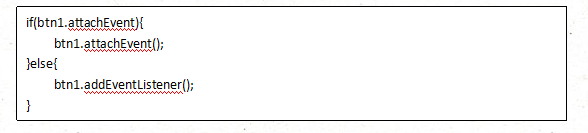 if(btn1.attachEvent){
btn1.attachEvent();
}else{
btn1.addEventListener();
}